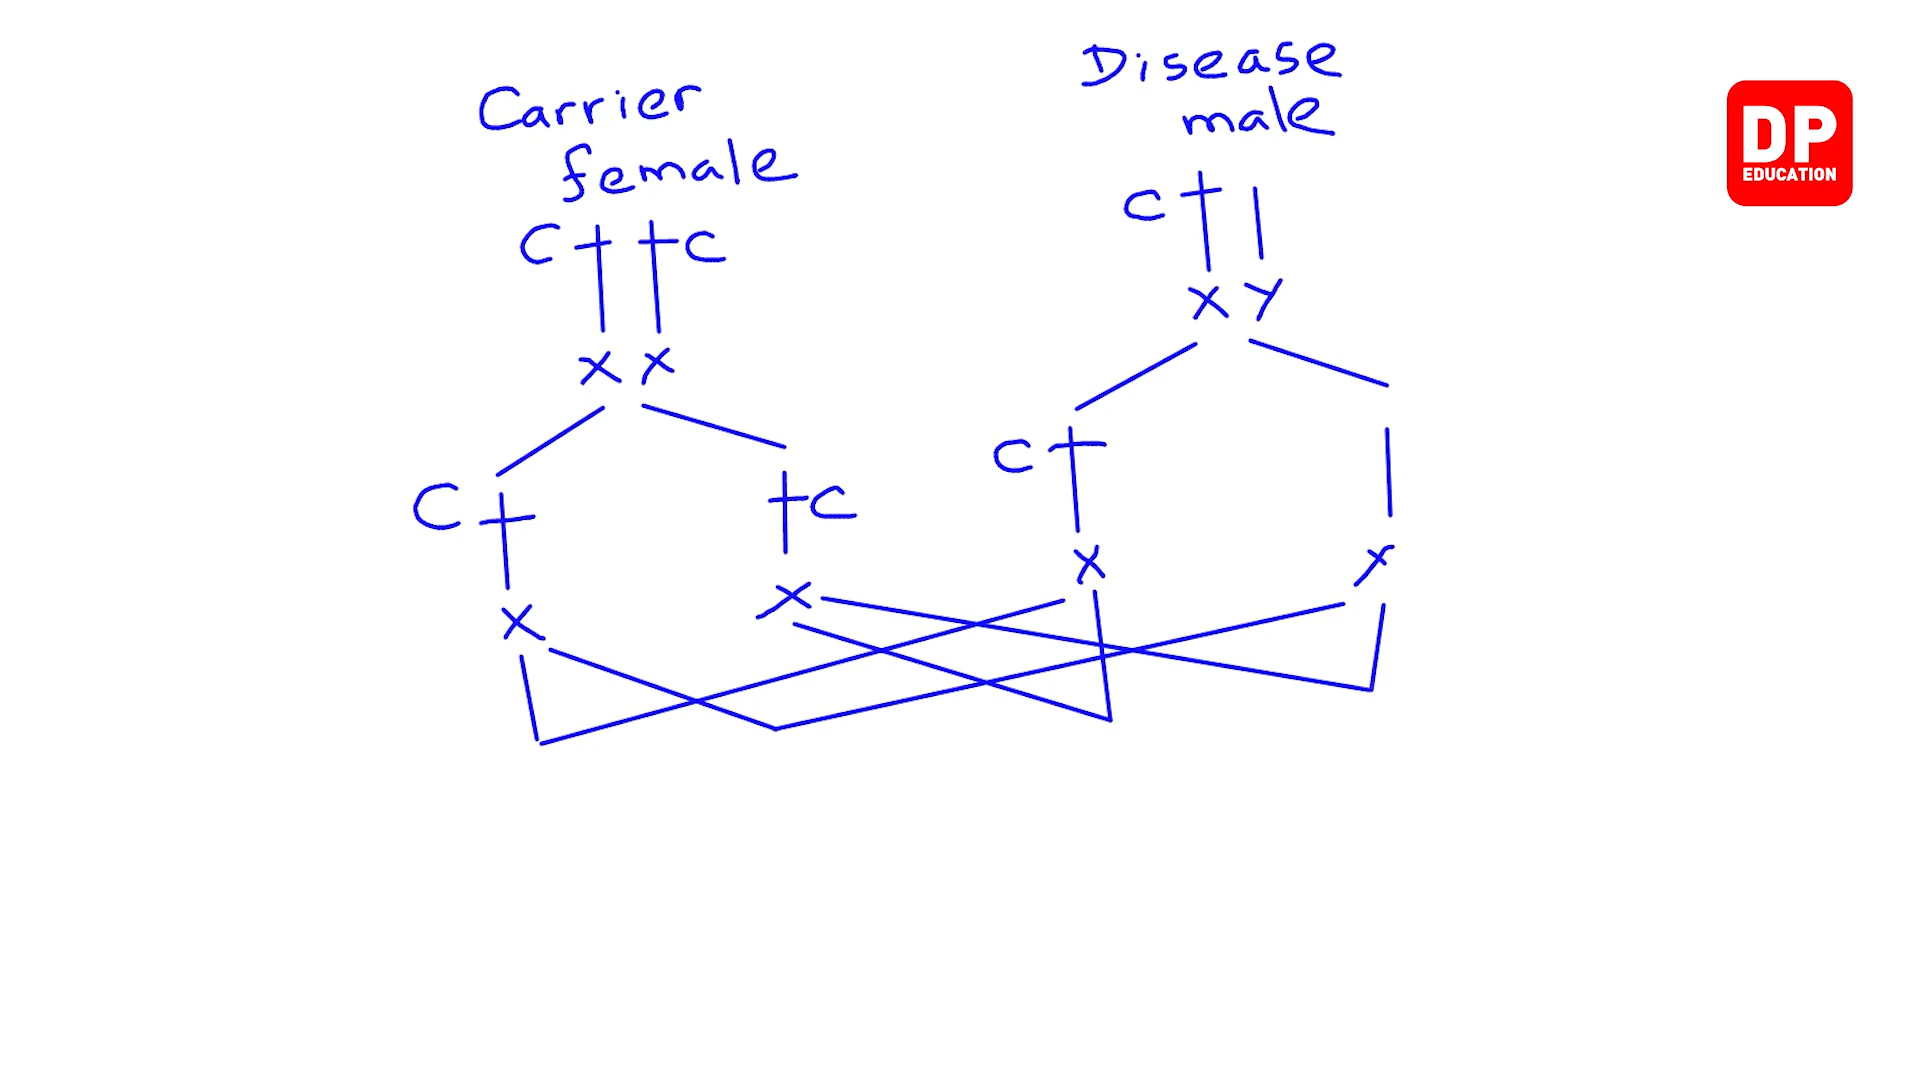 Carrier
female
C C
X X
C C
X X
Disease
male
C
X Y
C
X X
DP
EDUCATION